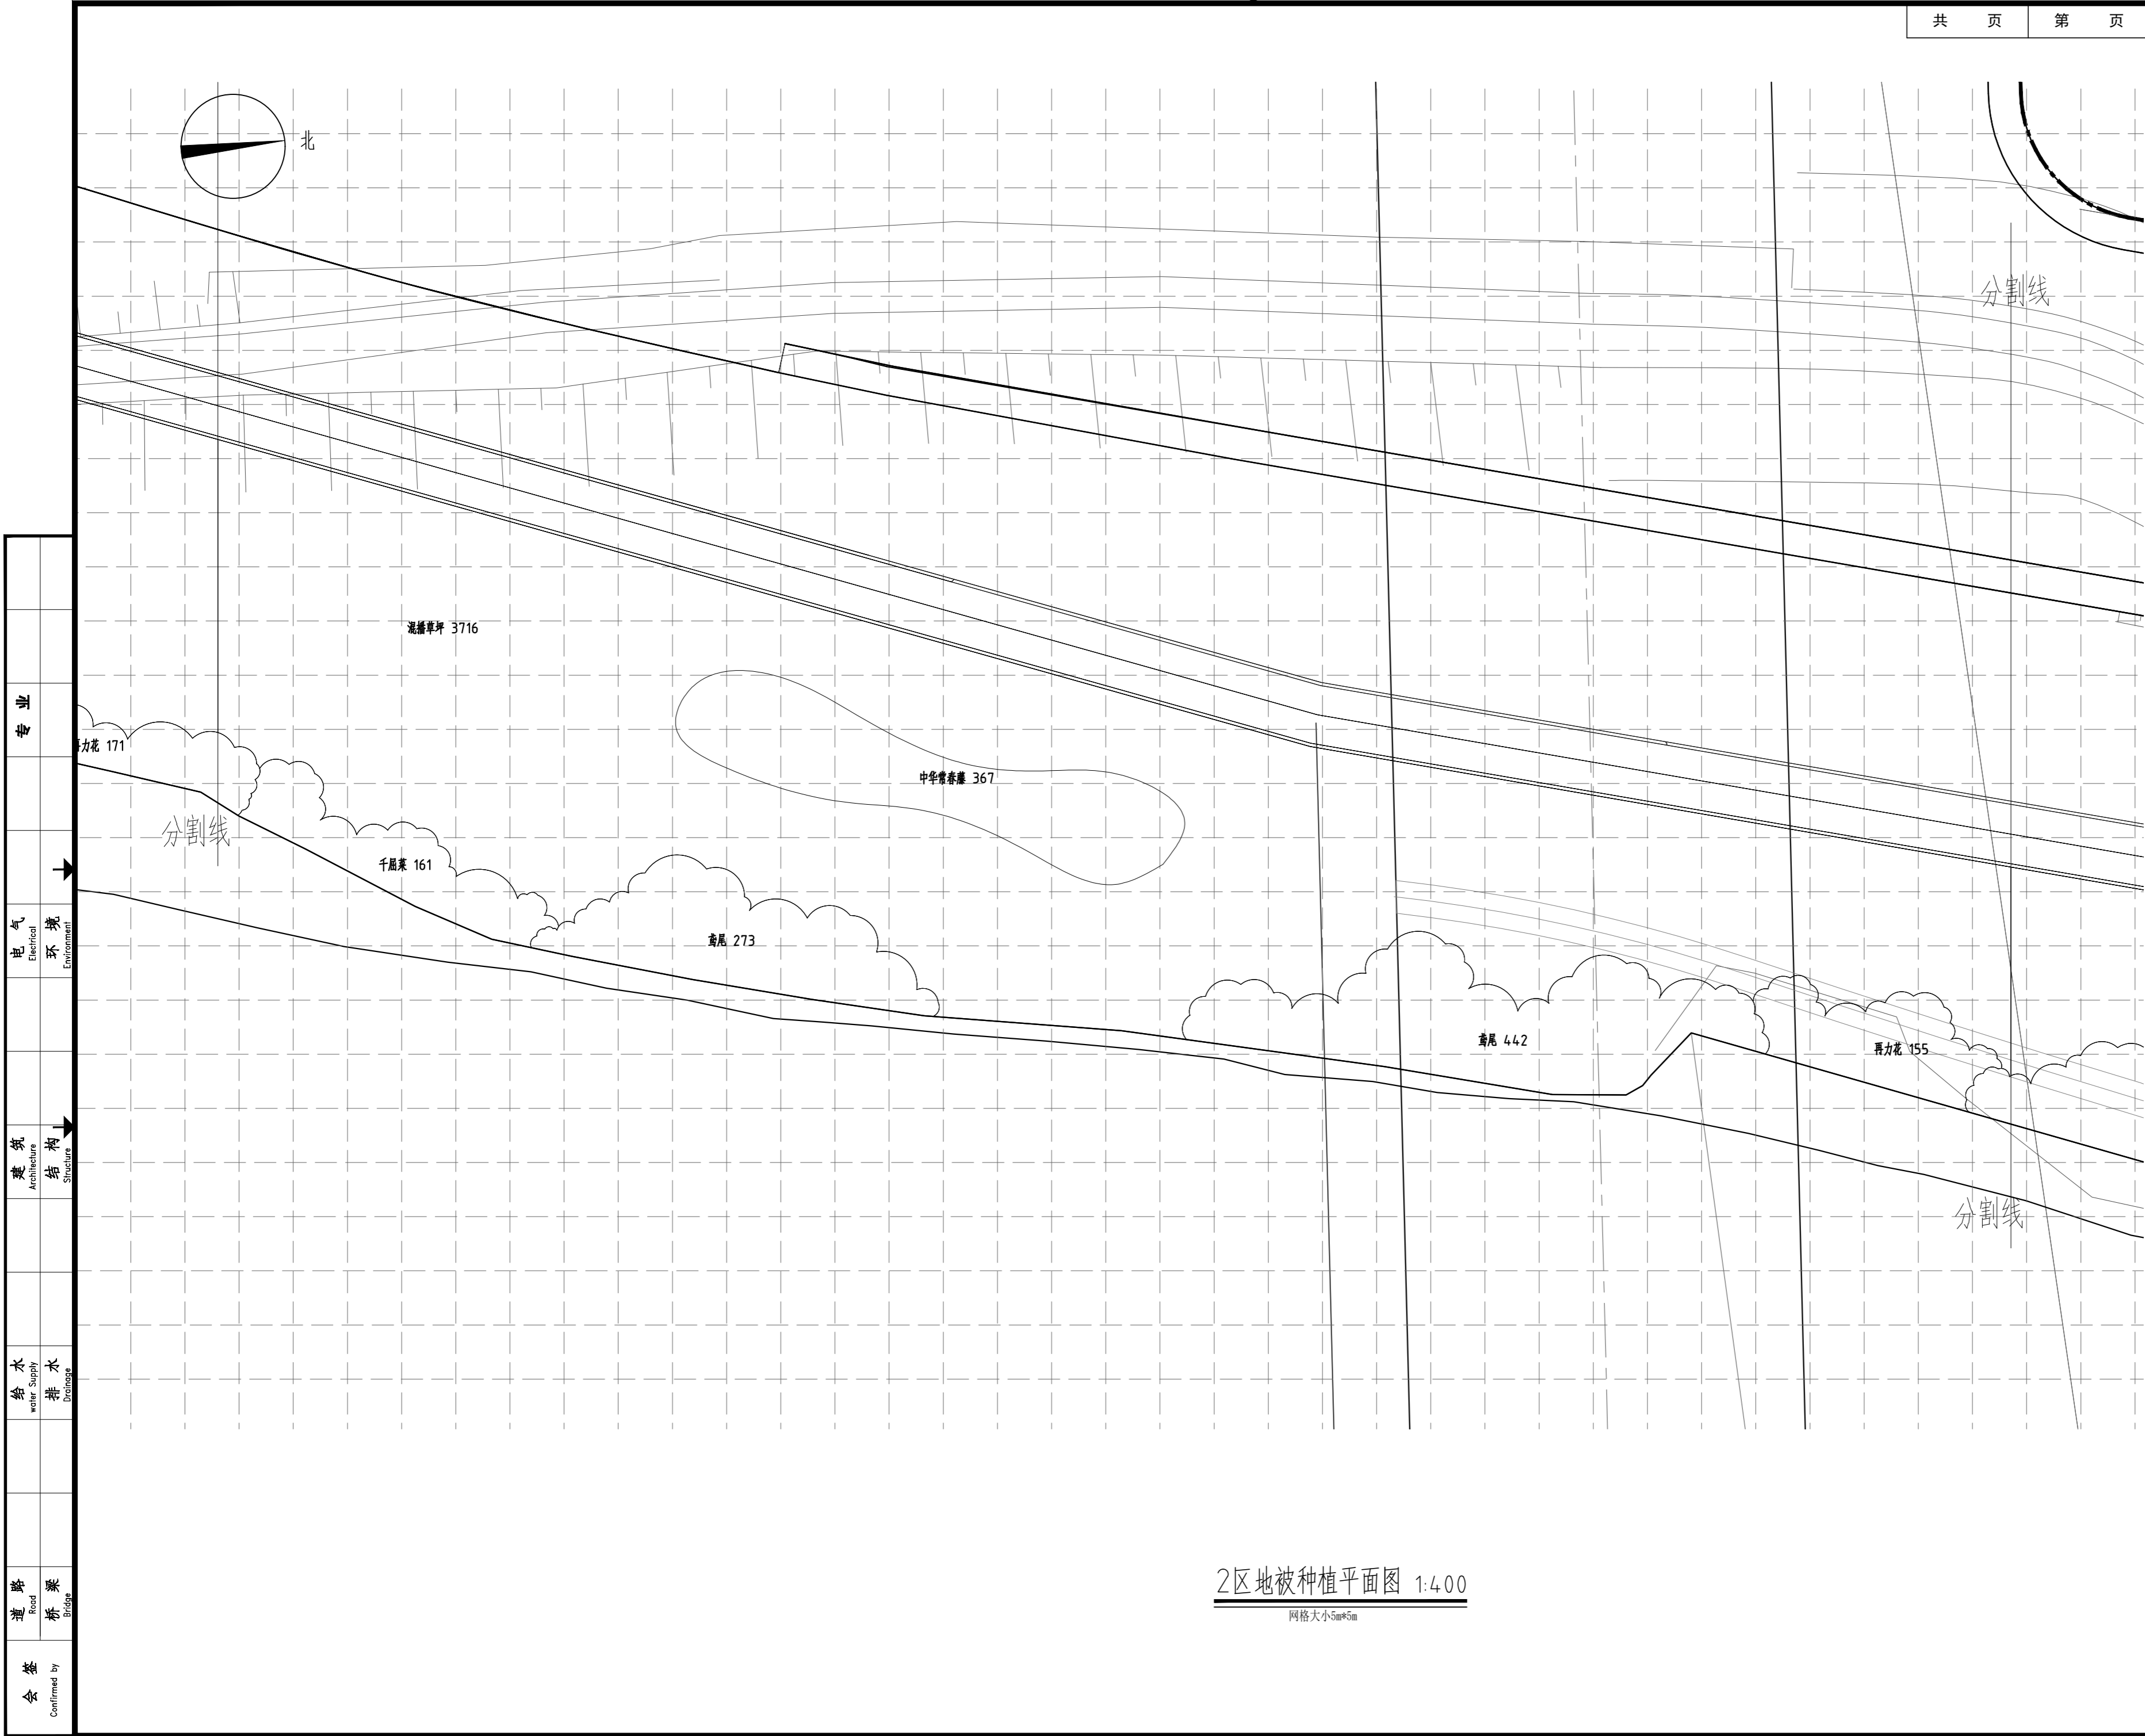 共 页 第 页
北
分割线
混播草坪 3716
再力花 171
中华常春藤 367
分割线
千屈菜 161
鸢尾 273
鸢尾 442
再力花 155
分割线
2区地被种植平面图 1:400
网格大小5m*5m
专业
电气
Electrical
环境
Environment
建筑
Architecture
结构
Structure
给水
water Supply
排水
Drainage
道路
Road
桥梁
Bridge
会签
Confirmed by